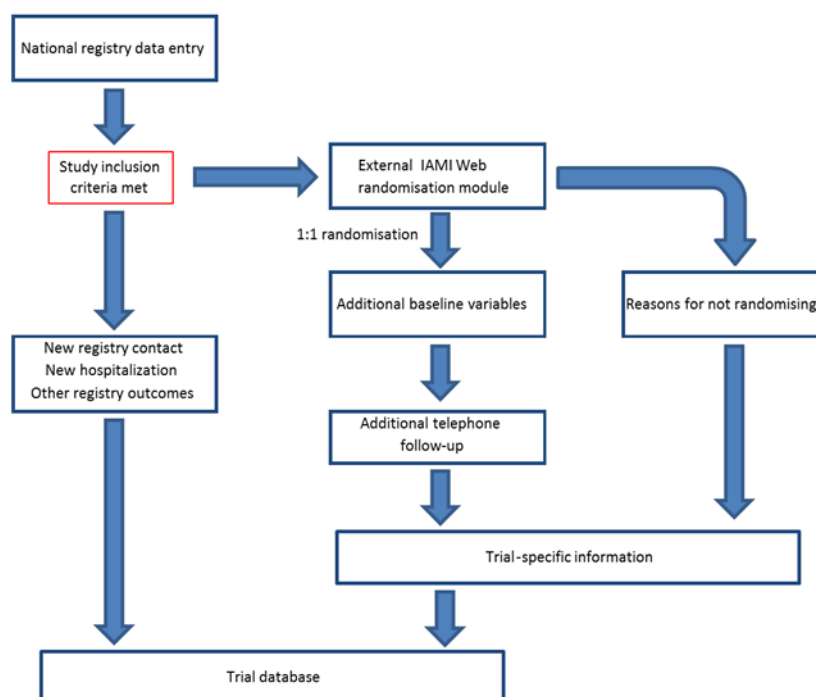 National registry data entry
Study inclusion
criteria met
External IAMI Web
randomisation module
1:1 randomisation
Additional baseline variables
Reasons for not randomising
New registry contact
New hospitalization
Other registry outcomes
Additional telephone
follow-up
Trial-specific information
Trial database